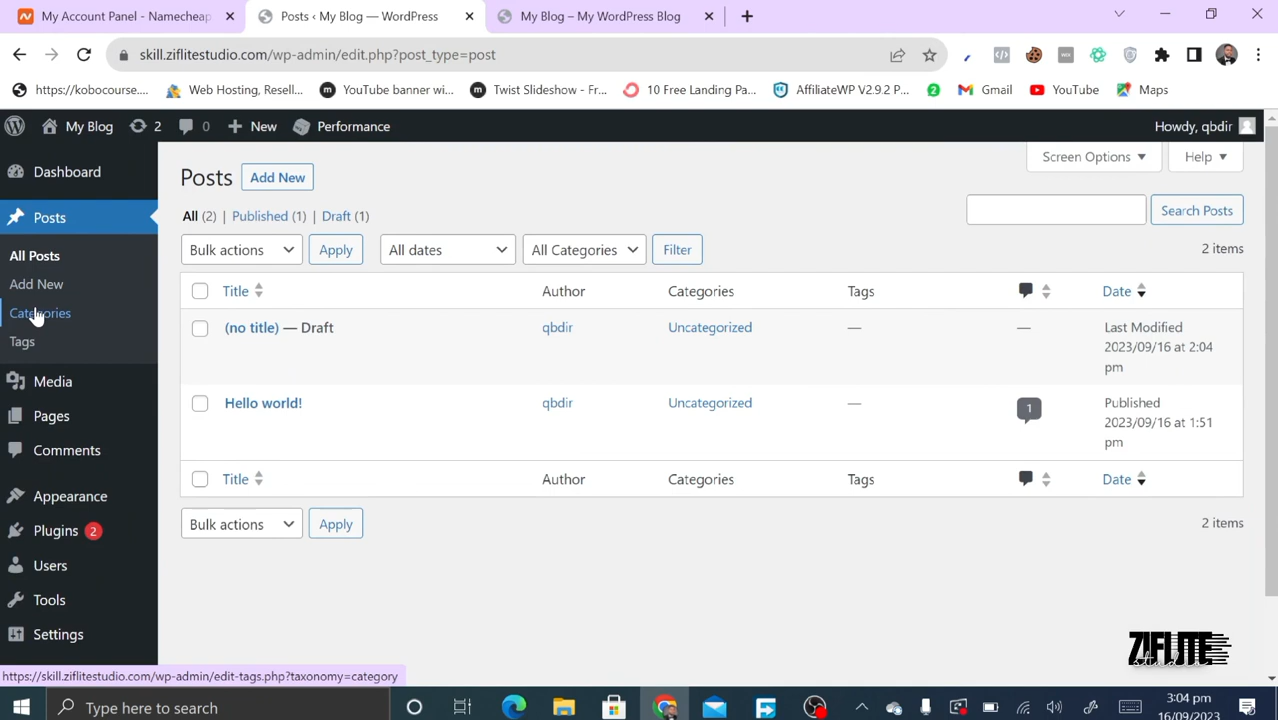 My Account Panel - Namecheap
Posts ‹ My Blog — WordPress
My Blog – My WordPress Blog
skill.ziflitestudio.com/wp-admin/edit.php?post_type=post
https://kobocourse....
Web Hosting, Resell...
YouTube banner wi...
Twist Slideshow - Fr...
10 Free Landing Pa...
AffiliateWP V2.9.2 P...
2
Gmail
YouTube
Maps
My Blog
2
0
New
Performance
Howdy, qbdir
Dashboard
Posts
All Posts
Add New
Categories
Tags
Media
Pages
Comments
Appearance
Plugins 2
Users
Tools
Settings
Posts
Add New
Screen Options
Help
All (2) | Published (1) | Draft (1)
Search Posts
Bulk actions
Apply
All dates
All Categories
Filter
2 items
Title
Author
Categories
Tags
Date
(no title) — Draft
qbdir
Uncategorized
—
—
Last Modified
2023/09/16 at 2:04
pm
Hello world!
qbdir
Uncategorized
—
1
Published
2023/09/16 at 1:51
pm
Title
Author
Categories
Tags
Date
Bulk actions
Apply
2 items
ZIFLITE
studio
https://skill.ziflitestudio.com/wp-admin/edit-tags.php?taxonomy=category
Type here to search
3:04 pm
16/09/2023